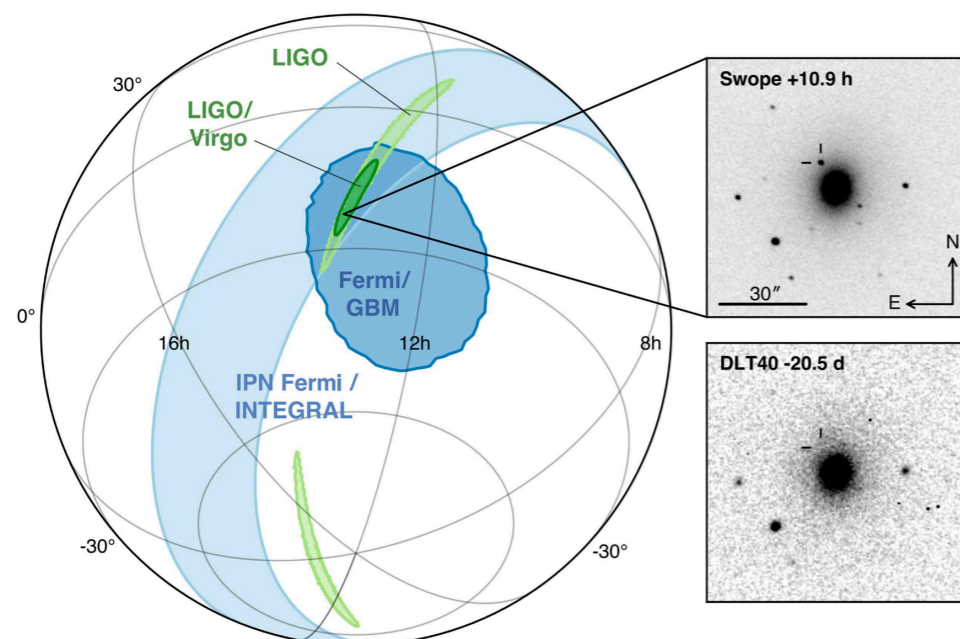 LIGO
LIGO/
Virgo
30°
0°
-30°
-30°
16h
12h
8h
Fermi/
GBM
IPN Fermi /
INTEGRAL
Swope +10.9 h
N
E
30″
DLT40 -20.5 d